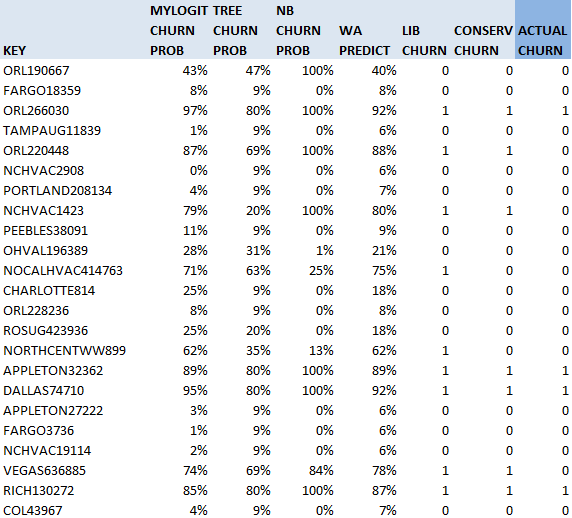 MYLOGIT TREE NB
CHURN CHURN CHURN WA LIB CONSERV ACTUAL
KEY PROB PROB PROB PREDICT CHURN CHURN CHURN
ORL190667 43% 47% 100% 40% 0 0 0
FARGO18359 8% 9% 0% 8% 0 0 0
ORL266030 97% 80% 100% 92% 1 1 1
TAMPAUG11839 1% 9% 0% 6% 0 0 0
ORL220448 87% 69% 100% 88% 1 1 0
NCHVAC2908 0% 9% 0% 6% 0 0 0
PORTLAND208134 4% 9% 0% 7% 0 0 0
NCHVAC1423 79% 20% 100% 80% 1 1 0
PEEBLES38091 11% 9% 0% 9% 0 0 0
OHVAL196389 28% 31% 1% 21% 0 0 0
NOCALHVAC414763 71% 63% 25% 75% 1 0 0
CHARLOTTE814 25% 9% 0% 18% 0 0 0
ORL228236 8% 9% 0% 8% 0 0 0
ROSUG423936 25% 20% 0% 18% 0 0 0
NORTHCENTWW899 62% 35% 13% 62% 1 0 0
APPLETON32362 89% 80% 100% 89% 1 1 1
DALLAS74710 95% 80% 100% 92% 1 1 1
APPLETON27222 3% 9% 0% 6% 0 0 0
FARGO3736 1% 9% 0% 6% 0 0 0
NCHVAC19114 2% 9% 0% 6% 0 0 0
VEGAS636885 74% 69% 84% 78% 1 1 0
RICH130272 85% 80% 100% 87% 1 1 1
COL43967 4% 9% 0% 7% 0 0 0